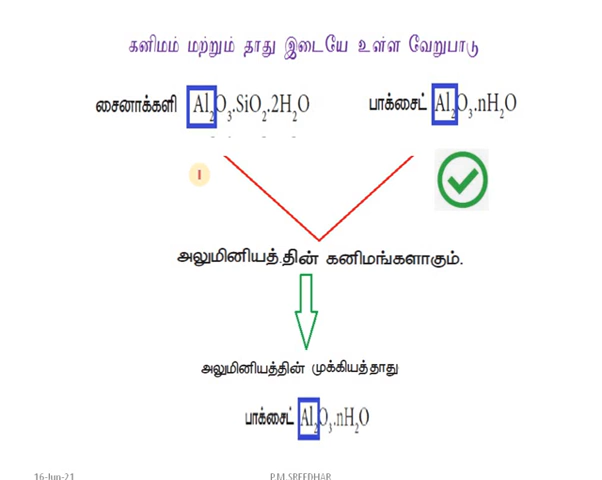 கனிமம் மற்றும் தாது இடையே உள்ள வேறுபாடு
சைனாக்களி Al₂O₃.SiO₂.2H₂O
பாக்சைட் Al₂O₃.nH₂O
அலுமினியத்.தின் கனிமங்களாகும்.
அலுமினியத்தின் முக்கியத்தாது
பாக்சைட் Al₂O₃.nH₂O
16-Jun-21
P.M.SREEDHAR